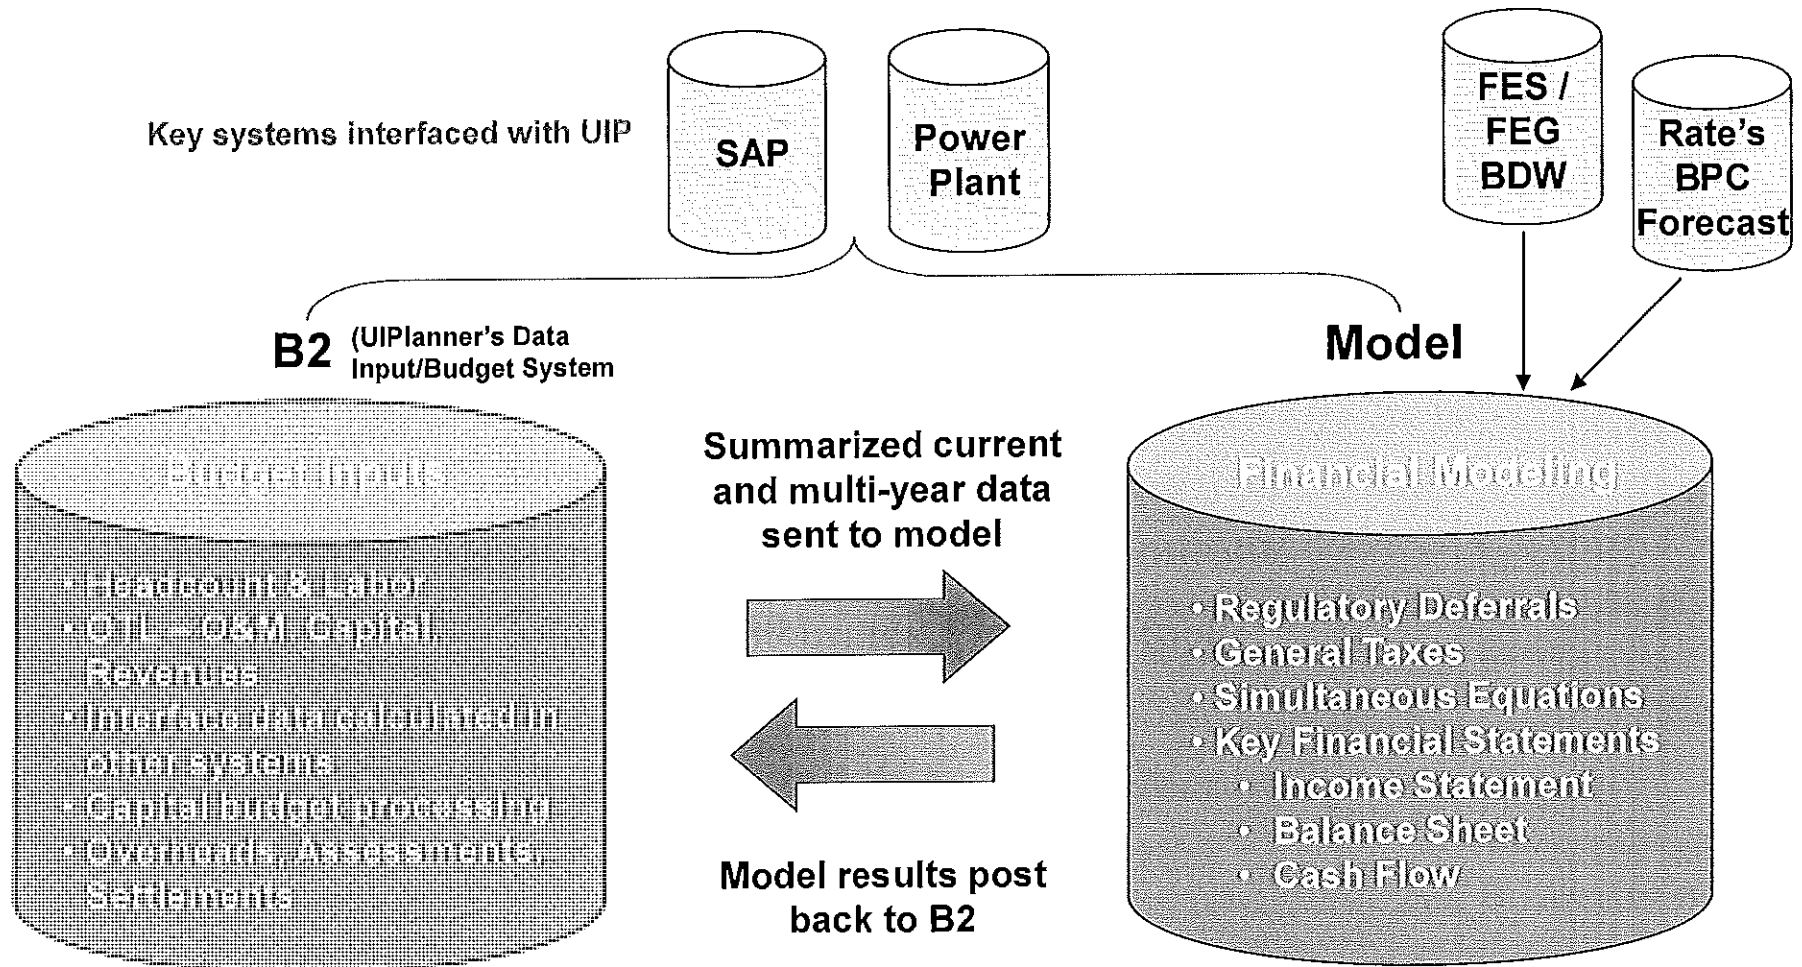 Key systems interfaced with UIP
SAP
Power
Plant
FES /
FEG
BDW
Rate's
BPC
Forecast
B2 (UIPlanner's Data
Input/Budget System
Model
Budget Inputs
• Headcount & Labor
• OTL – O&M, Capital,
Revenues
• Interface data calculated in
other systems
• Capital budget processing
• Overheads, Assessments,
Settlements
Summarized current
and multi-year data
sent to model
Model results post
back to B2
Financial Modeling
• Regulatory Deferrals
• General Taxes
• Simultaneous Equations
• Key Financial Statements
• Income Statement
• Balance Sheet
• Cash Flow